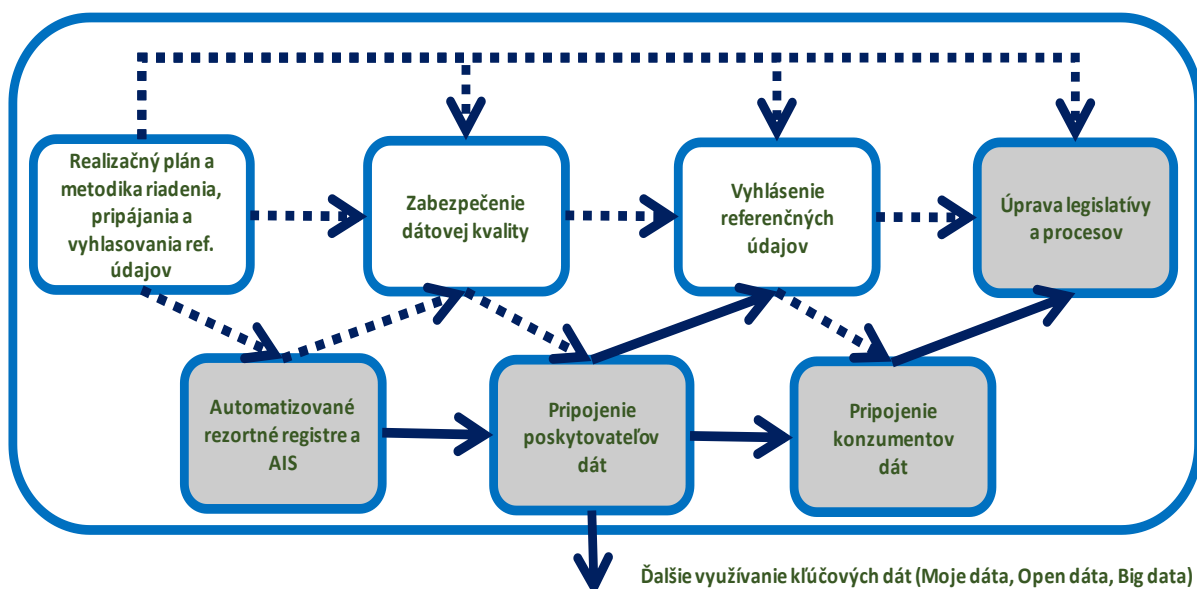 Realizačný plán a
metodika riadenia,
pripájania a
vyhlasovania ref.
údajov
Zabezpečenie
dátovej kvality
Vyhlásenie
referenčných
údajov
Úprava legislatívy
a procesov
Automatizované
rezortné registre a
AIS
Pripojenie
poskytovateľov
dát
Pripojenie
konzumentov
dát
Ďalšie využívanie kľúčových dát (Moje dáta, Open dáta, Big data)